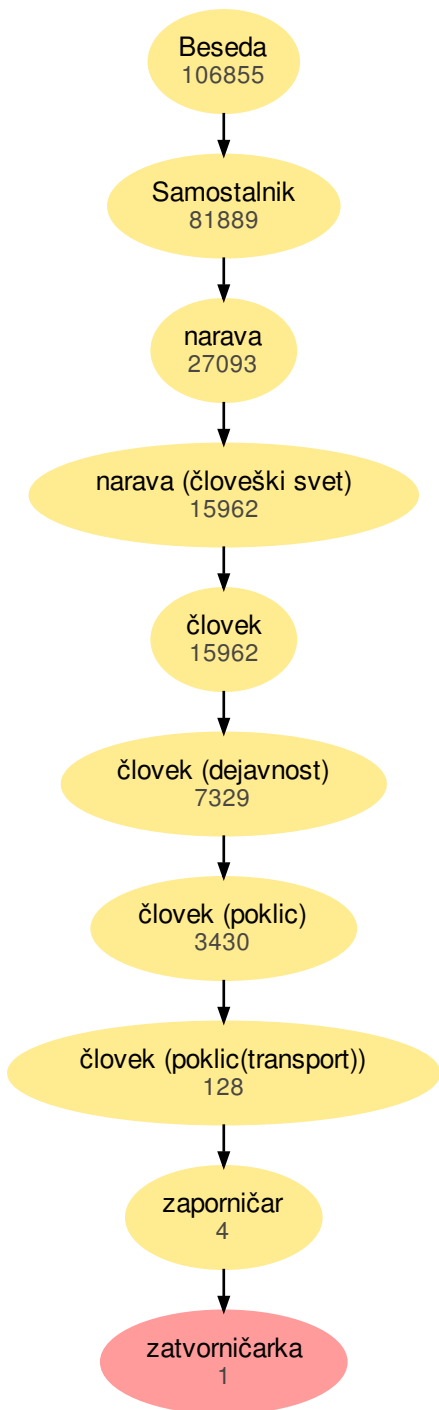 Beseda
106855
Samostalnik
81889
narava
27093
narava (človeški svet)
15962
človek
15962
človek (dejavnost)
7329
človek (poklic)
3430
človek (poklic(transport))
128
zaporničar
4
zatvorničarka
1